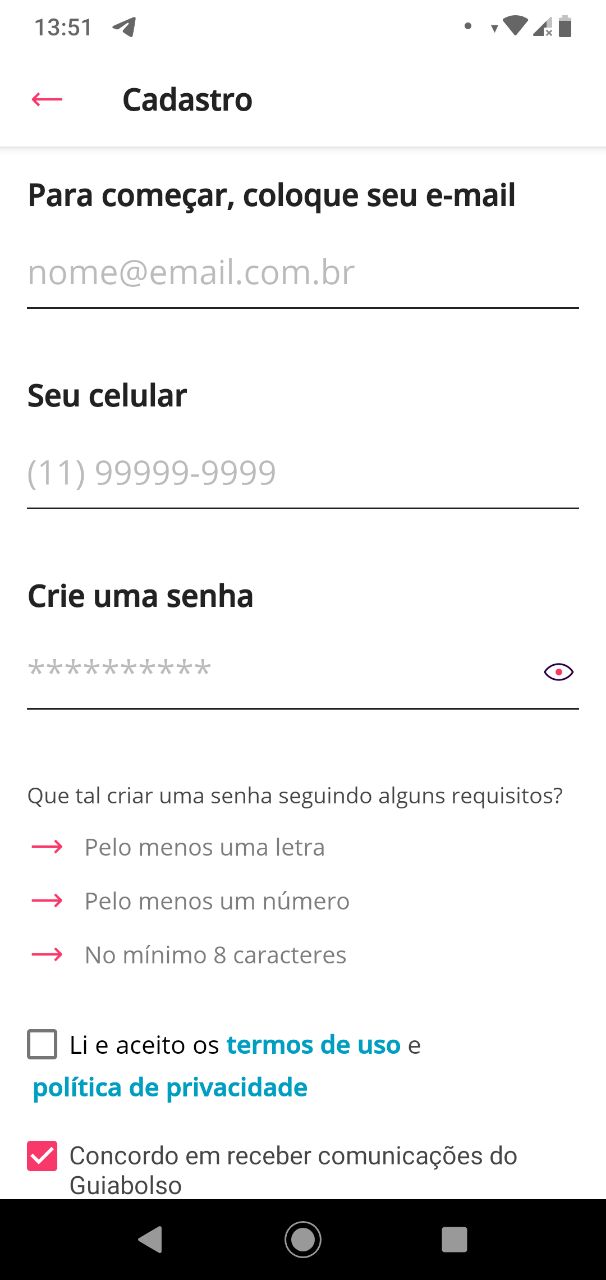 13:51
Cadastro
Para começar, coloque seu e-mail
nome@email.com.br
Seu celular
(11) 99999-9999
Crie uma senha
**********
Que tal criar uma senha seguindo alguns requisitos?
Pelo menos uma letra
Pelo menos um número
No mínimo 8 caracteres
Li e aceito os termos de uso e
política de privacidade
Concordo em receber comunicações do
Guiabolso